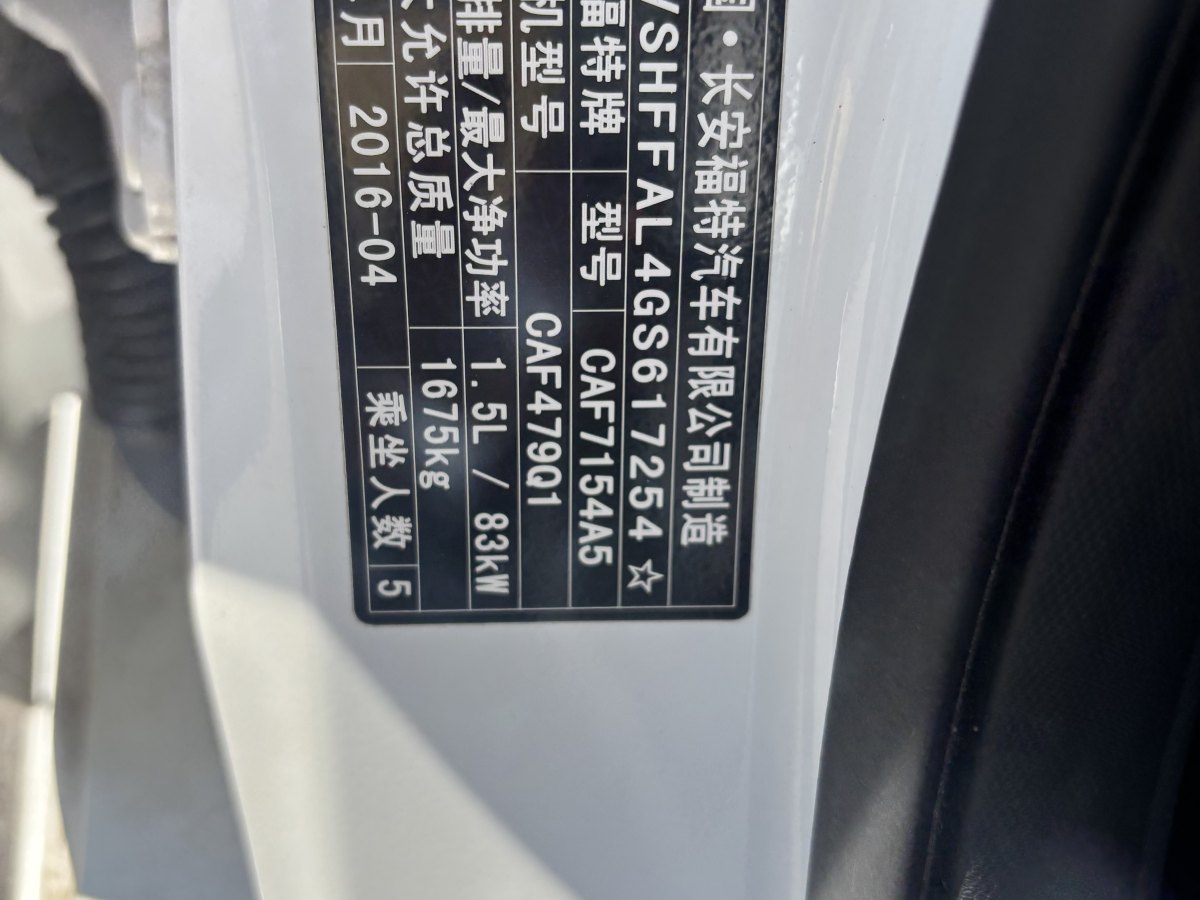 国·长安福特汽车有限公司制造
VSHFFAL4GS617254☆
福特牌 型号 CAF7154A5
机型号 CAF479Q1
排量/最大净功率 1.5L / 83kW
大允许总质量 1675kg
月 2016-04 乘坐人数 5